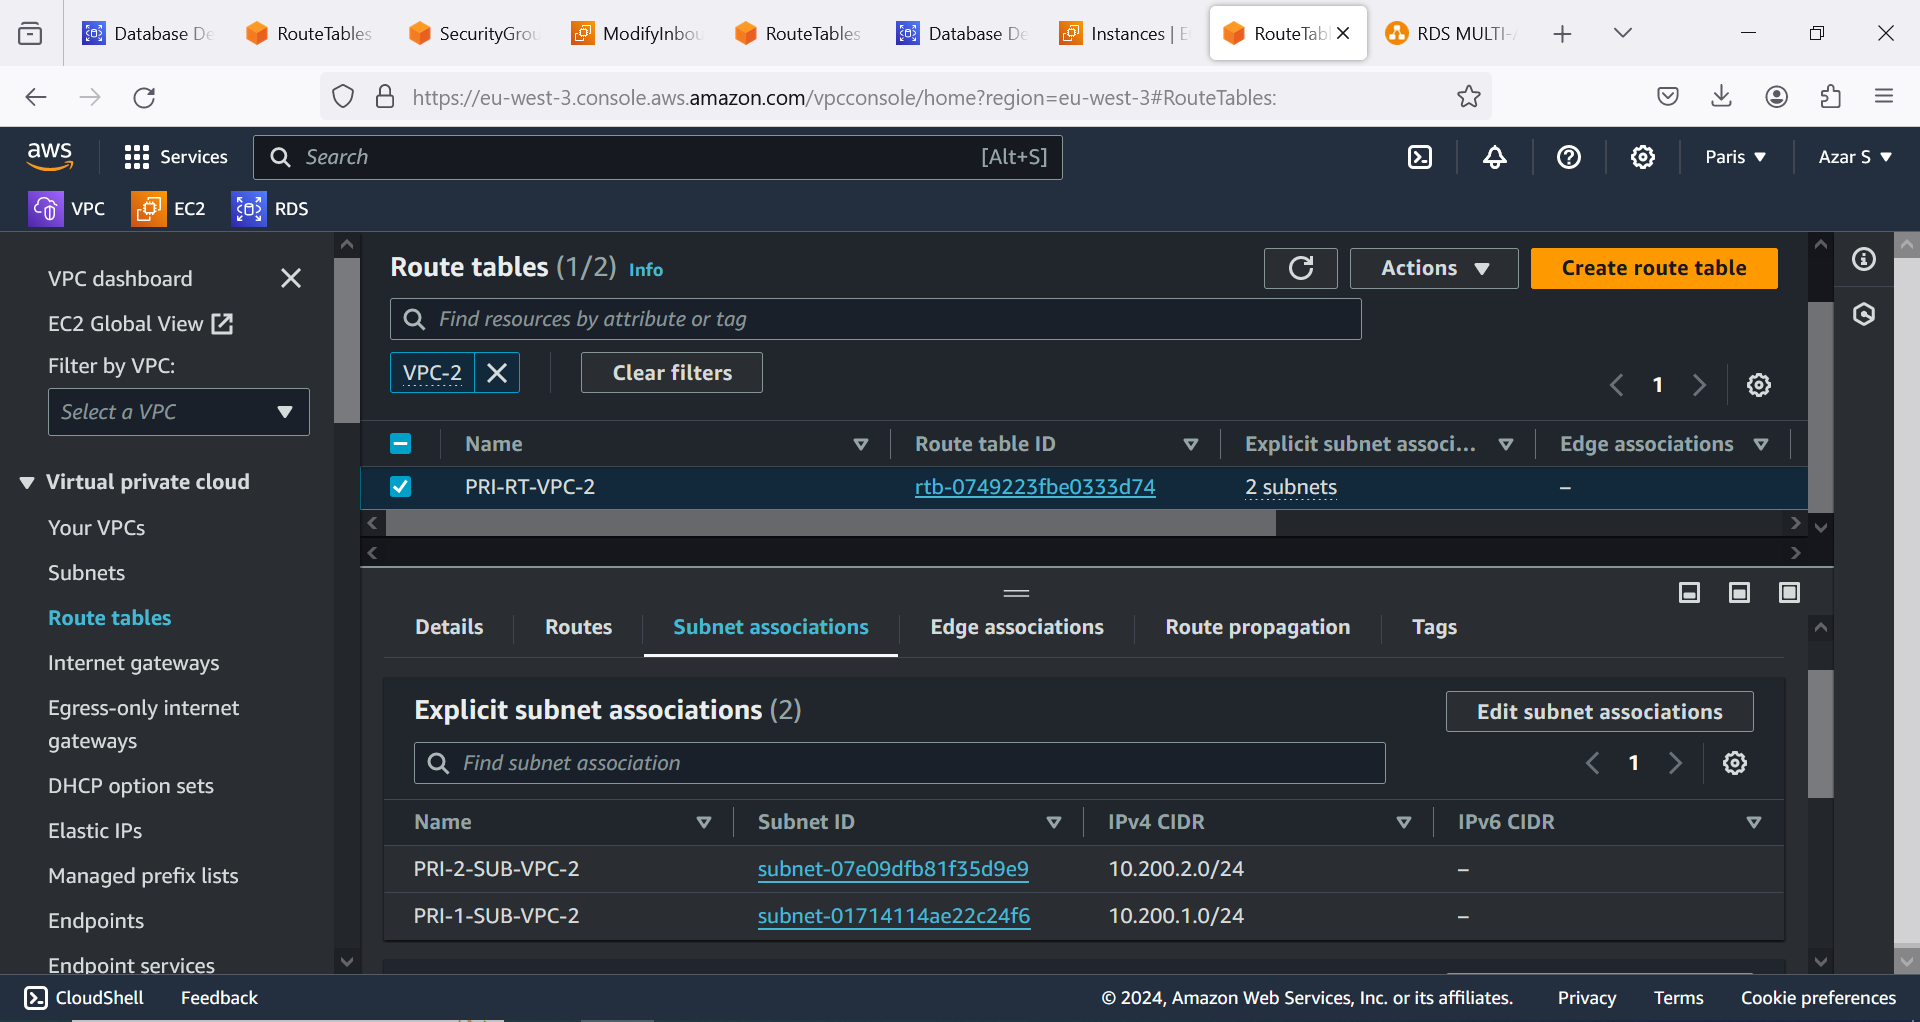 Database De
RouteTables
SecurityGrou
ModifyInbou
RouteTables
Database De
Instances | E
RouteTabl
RDS MULTI-A
https://eu-west-3.console.aws.amazon.com/vpcconsole/home?region=eu-west-3#RouteTables:
aws
Services
Search
[Alt+S]
Paris
Azar S
VPC
EC2
RDS
VPC dashboard
EC2 Global View
Filter by VPC:
Select a VPC
Virtual private cloud
Your VPCs
Subnets
Route tables
Internet gateways
Egress-only internet
gateways
DHCP option sets
Elastic IPs
Managed prefix lists
Endpoints
Endpoint services
Route tables (1/2) Info
Actions
Create route table
Find resources by attribute or tag
VPC-2
Clear filters
1
Name
Route table ID
Explicit subnet associ...
Edge associations
PRI-RT-VPC-2
rtb-0749223fbe0333d74
2 subnets
–
Details
Routes
Subnet associations
Edge associations
Route propagation
Tags
Explicit subnet associations (2)
Edit subnet associations
Find subnet association
1
Name
Subnet ID
IPv4 CIDR
IPv6 CIDR
PRI-2-SUB-VPC-2
subnet-07e09dfb81f35d9e9
10.200.2.0/24
–
PRI-1-SUB-VPC-2
subnet-01714114ae22c24f6
10.200.1.0/24
–
CloudShell
Feedback
© 2024, Amazon Web Services, Inc. or its affiliates.
Privacy
Terms
Cookie preferences